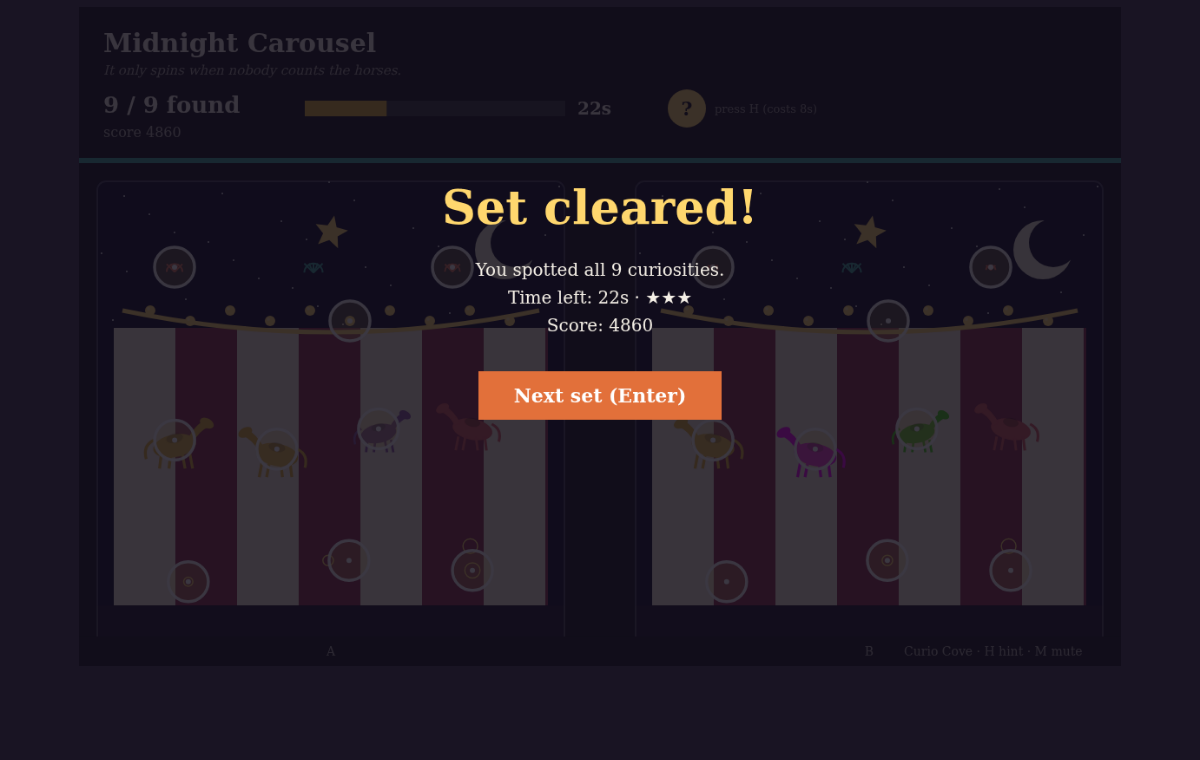 Midnight Carousel
It only spins when nobody counts the horses.
9 / 9 found
22s
?
press H (costs 8s)
score 4860
Set cleared!
You spotted all 9 curiosities.
Time left: 22s · ★★★
Score: 4860
Next set (Enter)
A
B
Curio Cove · H hint · M mute